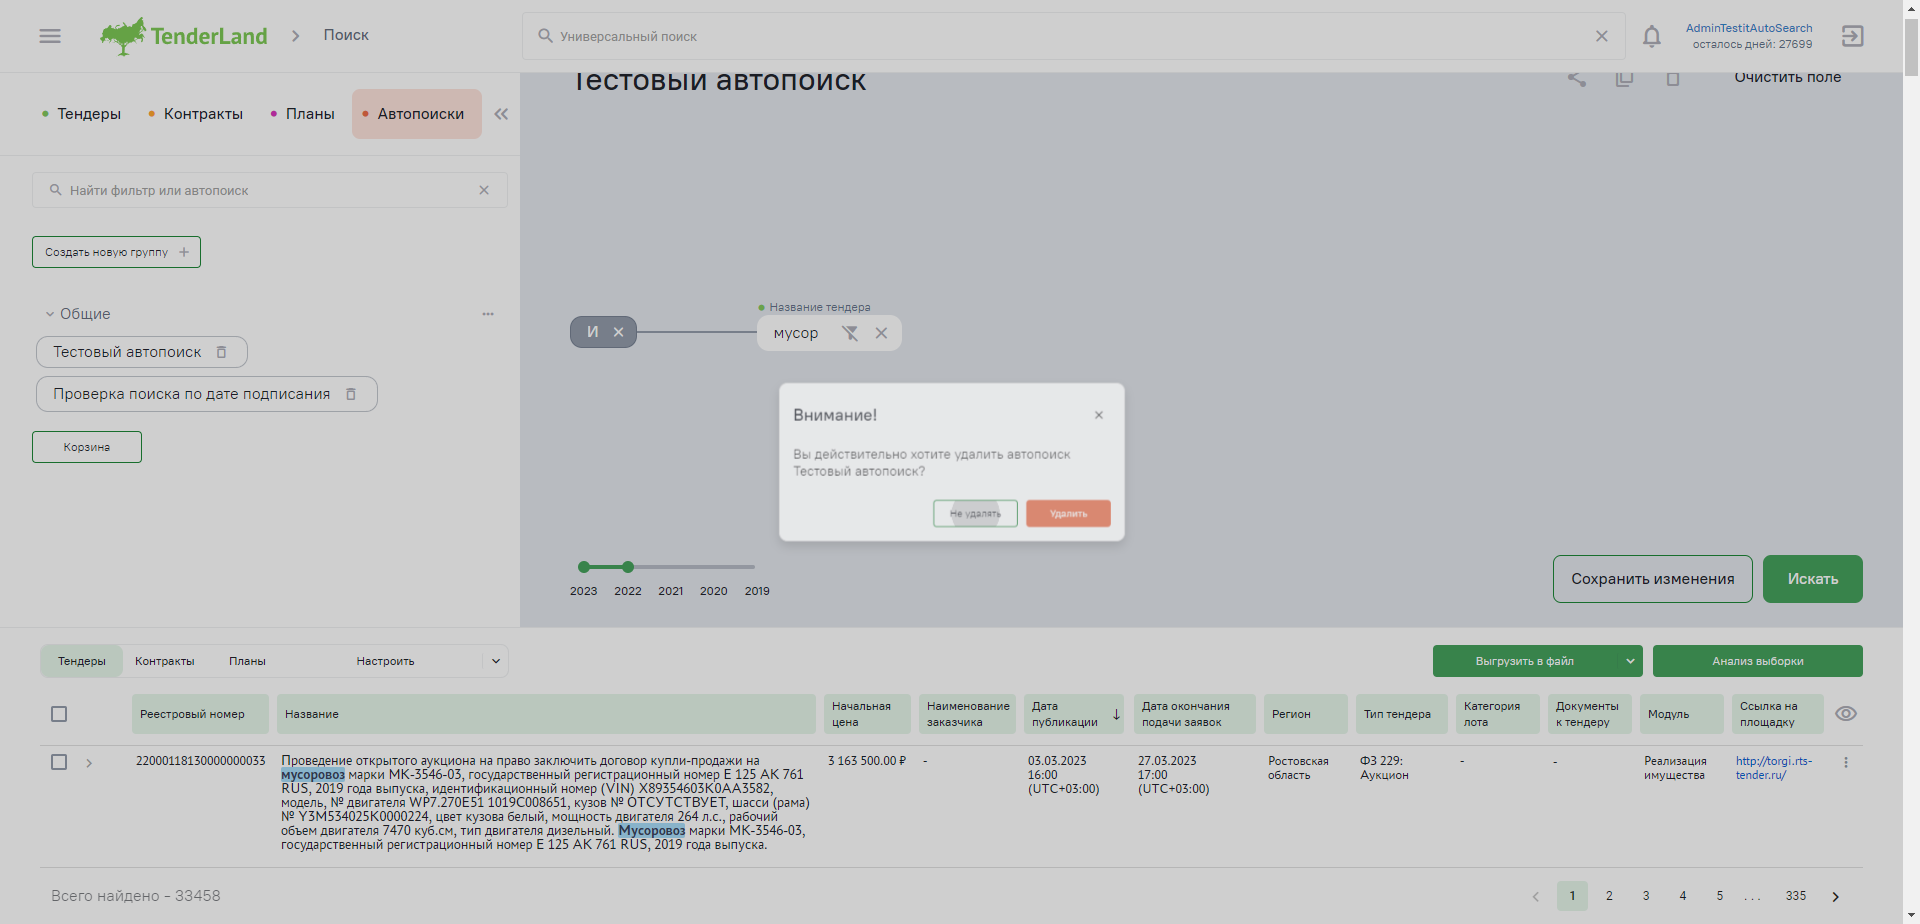 TenderLand
Поиск
Универсальный поиск
AdminTestitAutoSearch
осталось дней: 27699
Тендеры
Контракты
Планы
Автопоиски
Тестовый автопоиск
Очистить поле
Найти фильтр или автопоиск
Создать новую группу
Общие
Тестовый автопоиск
Проверка поиска по дате подписания
Корзина
Название тендера
И
мусор
Внимание!
Вы действительно хотите удалить автопоиск
Тестовый автопоиск?
Не удалять
Удалить
2023 2022 2021 2020 2019
Сохранить изменения
Искать
Тендеры
Контракты
Планы
Настроить
Выгрузить в файл
Анализ выборки
Реестровый номер
Название
Начальная
цена
Наименование
заказчика
Дата
публикации
Дата окончания
подачи заявок
Регион
Тип тендера
Категория
лота
Документы
к тендеру
Модуль
Ссылка на
площадку
22000118130000000033
Проведение открытого аукциона на право заключить договор купли-продажи на
мусоровоз марки МК-3546-03, государственный регистрационный номер Е 125 АК 761
RUS, 2019 года выпуска, идентификационный номер (VIN) X89354603K0AA3582,
модель, № двигателя WP7.270E51 1019C008651, кузов № ОТСУТСТВУЕТ, шасси (рама)
№ Y3M534025K0000224, цвет кузова белый, мощность двигателя 264 л.с., рабочий
объем двигателя 7470 куб.см, тип двигателя дизельный. Мусоровоз марки МК-3546-03,
государственный регистрационный номер Е 125 АК 761 RUS, 2019 года выпуска.
3 163 500.00 ₽
-
03.03.2023
16:00
(UTC+03:00)
27.03.2023
17:00
(UTC+03:00)
Ростовская
область
ФЗ 229:
Аукцион
-
-
Реализация
имущества
http://torgi.rts-
tender.ru/
Всего найдено - 33458
1 2 3 4 5 ... 335